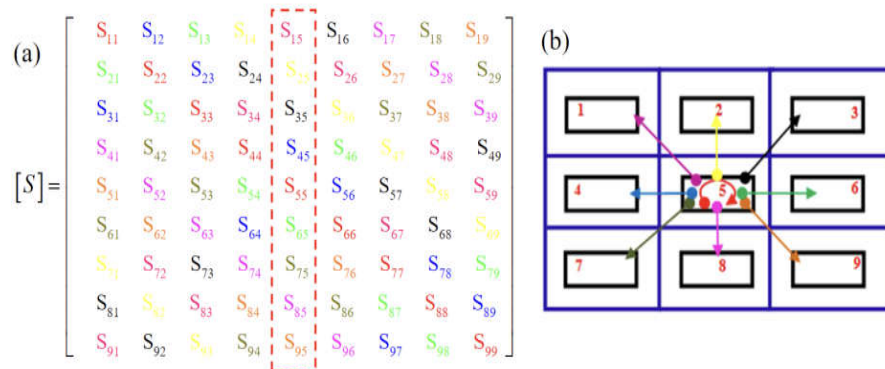 (a)
[S]=
S11 S12 S13 S14 S15 S16 S17 S18 S19
S21 S22 S23 S24 S25 S26 S27 S28 S29
S31 S32 S33 S34 S35 S36 S37 S38 S39
S41 S42 S43 S44 S45 S46 S47 S48 S49
S51 S52 S53 S54 S55 S56 S57 S58 S59
S61 S62 S63 S64 S65 S66 S67 S68 S69
S71 S72 S73 S74 S75 S76 S77 S78 S79
S81 S82 S83 S84 S85 S86 S87 S88 S89
S91 S92 S93 S94 S95 S96 S97 S98 S99
(b)
1 2 3
4 5 6
7 8 9